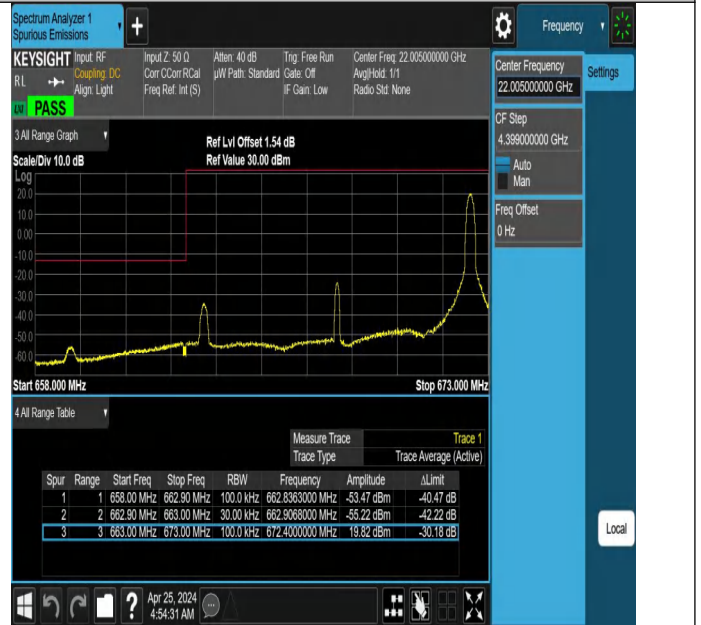 Spectrum Analyzer 1
Spurious Emissions
Frequency
KEYSIGHT
RL
Input: RF
Coupling: DC
Align: Light
Input Z: 50 Ω
Corr CCorr RCal
Freq Ref: Int (S)
Atten: 40 dB
µW Path: Standard
Trig: Free Run
Gate: Off
IF Gain: Low
Center Freq: 22.005000000 GHz
Avg|Hold: 1/1
Radio Std: None
LXI PASS
Center Frequency
22.005000000 GHz
Settings
CF Step
4.399000000 GHz
Auto
Man
Freq Offset
0 Hz
3 All Range Graph
Scale/Div 10.0 dB
Ref Lvl Offset 1.54 dB
Ref Value 30.00 dBm
Log
20.0
10.0
0.00
-10.0
-20.0
-30.0
-40.0
-50.0
-60.0
Start 658.000 MHz
Stop 673.000 MHz
4 All Range Table
Measure Trace Trace 1
Trace Type Trace Average (Active)
Spur Range Start Freq Stop Freq RBW Frequency Amplitude ΔLimit
1 1 658.00 MHz 662.90 MHz 100.0 kHz 662.8363000 MHz -53.47 dBm -40.47 dB
2 2 662.90 MHz 663.00 MHz 30.00 kHz 662.9068000 MHz -55.22 dBm -42.22 dB
3 3 663.00 MHz 673.00 MHz 100.0 kHz 672.4000000 MHz 19.82 dBm -30.18 dB
Local
?
Apr 25, 2024
4:54:31 AM